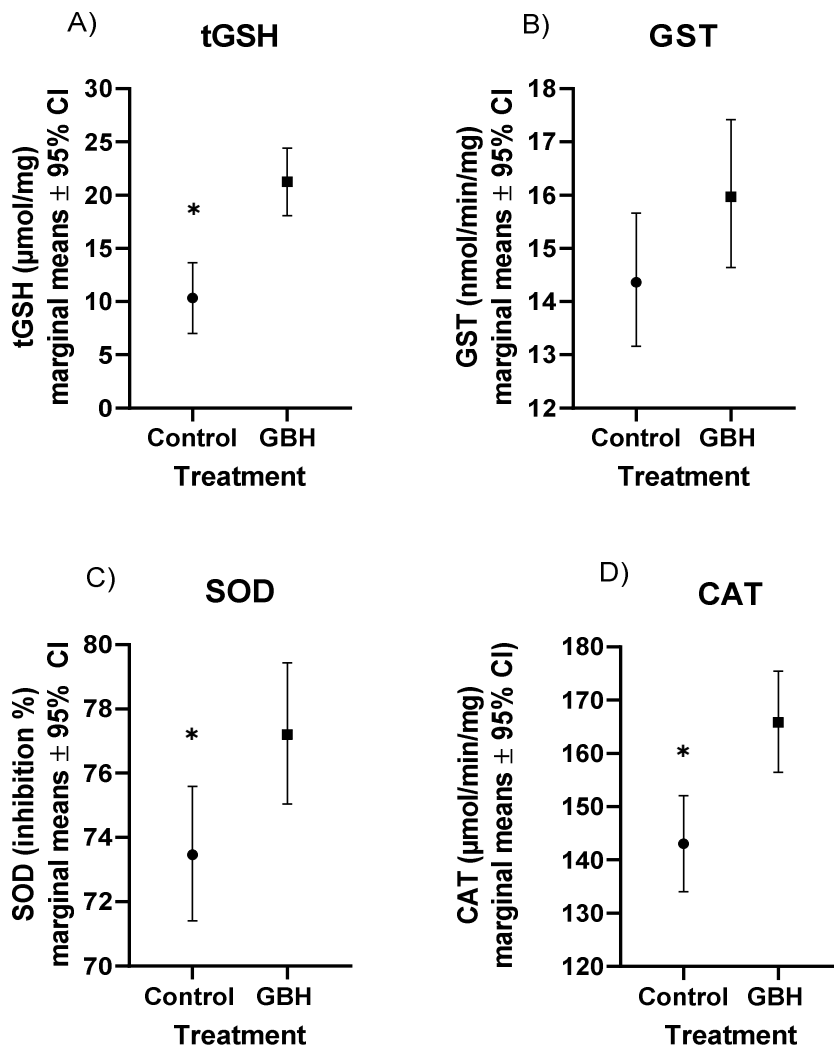 A)
tGSH
tGSH (µmol/mg)
marginal means ± 95% CI
30
25
20
15
10
5
0
*
Control GBH
Treatment
B)
GST
GST (nmol/min/mg)
marginal means ± 95% CI
18
17
16
15
14
13
12
Control GBH
Treatment
C)
SOD
SOD (inhibition %)
marginal means ± 95% CI
80
78
76
74
72
70
*
Control GBH
Treatment
D)
CAT
CAT (µmol/min/mg)
marginal means ± 95% CI)
180
170
160
150
140
130
120
*
Control GBH
Treatment